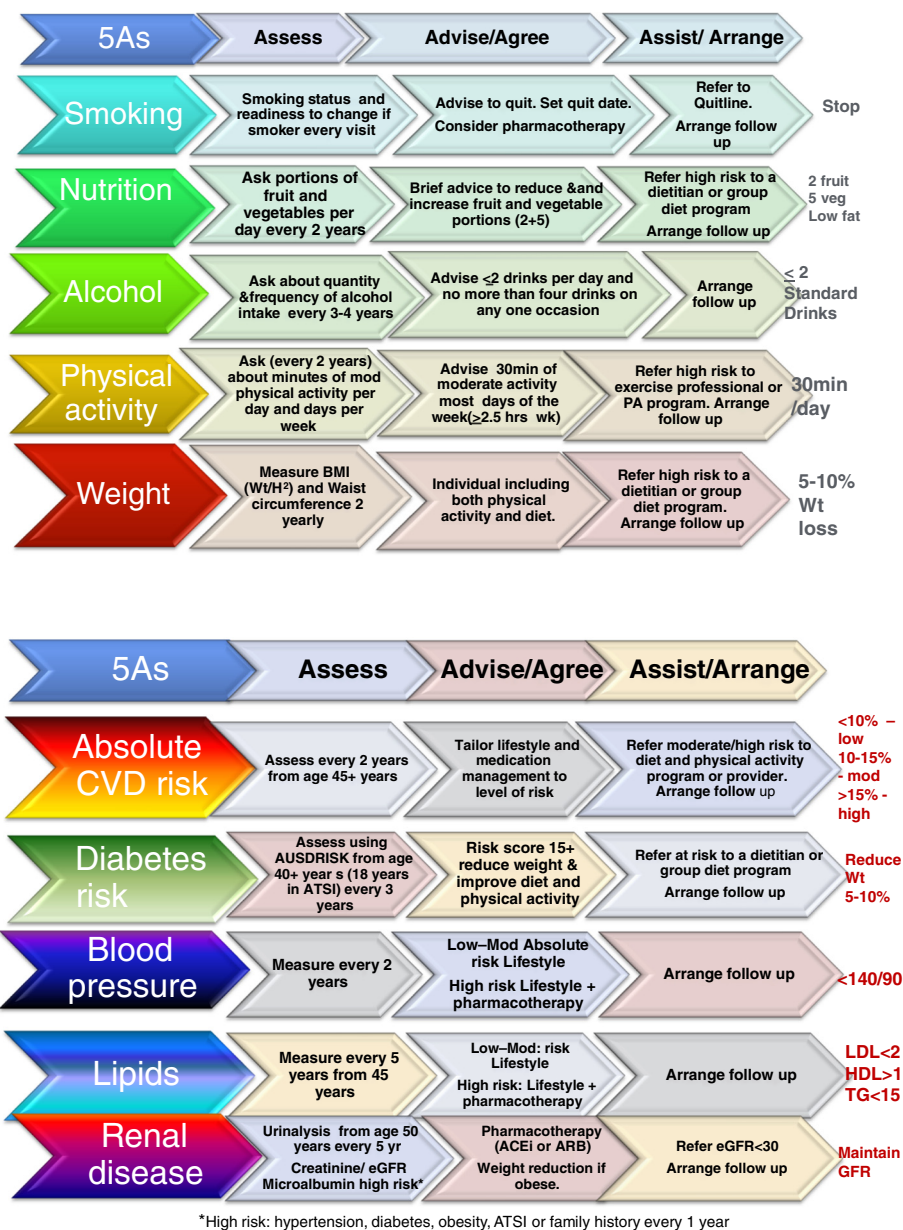 5As
Assess
Advise/Agree
Assist/ Arrange
Smoking
Smoking status and
readiness to change if
smoker every visit
Advise to quit. Set quit date.
Consider pharmacotherapy
Refer to
Quitline.
Arrange follow
up
Stop
Nutrition
Ask portions of
fruit and
vegetables per
day every 2 years
Brief advice to reduce &and
increase fruit and vegetable
portions (2+5)
Refer high risk to a
dietitian or group
diet program
Arrange follow up
2 fruit
5 veg
Low fat
Alcohol
Ask about quantity
&frequency of alcohol
intake every 3-4 years
Advise ≤2 drinks per day and
no more than four drinks on
any one occasion
Arrange
follow up
≤ 2
Standard
Drinks
Physical
activity
Ask (every 2 years)
about minutes of mod
physical activity per
day and days per
week
Advise 30min of
moderate activity
most days of the
week(≥2.5 hrs wk)
Refer high risk to
exercise professional or
PA program. Arrange
follow up
30min
/day
Weight
Measure BMI
(Wt/H²) and Waist
circumference 2
yearly
Individual including
both physical
activity and diet.
Refer high risk to a
dietitian or group
diet program.
Arrange follow up
5-10%
Wt
loss
5As
Assess
Advise/Agree
Assist/Arrange
Absolute
CVD risk
Assess every 2 years
from age 45+ years
Tailor lifestyle and
medication
management to
level of risk
Refer moderate/high risk to
diet and physical activity
program or provider.
Arrange follow up
<10% –
low
10-15%
- mod
>15% -
high
Diabetes
risk
Assess using
AUSDRISK from age
40+ year s (18 years
in ATSI) every 3
years
Risk score 15+
reduce weight &
improve diet and
physical activity
Refer at risk to a dietitian or
group diet program
Arrange follow up
Reduce
Wt
5-10%
Blood
pressure
Measure every 2
years
Low–Mod Absolute
risk Lifestyle
High risk Lifestyle +
pharmacotherapy
Arrange follow up
<140/90
Lipids
Measure every 5
years from 45
years
Low–Mod: risk
Lifestyle
High risk: Lifestyle +
pharmacotherapy
Arrange follow up
LDL<2
HDL>1
TG<15
Renal
disease
Urinalysis from age 50
years every 5 yr
Creatinine/ eGFR
Microalbumin high risk*
Pharmacotherapy
(ACEi or ARB)
Weight reduction if
obese.
Refer eGFR<30
Arrange follow up
Maintain
GFR
*High risk: hypertension, diabetes, obesity, ATSI or family history every 1 year